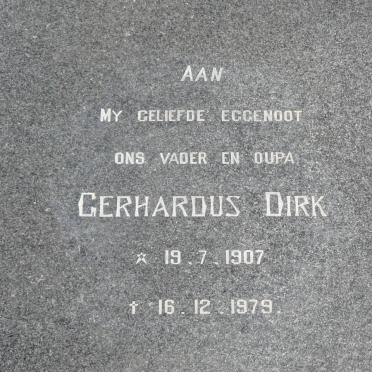 AAN
MY GELIEFDE EGGENOOT
ONS VADER EN OUPA
GERHARDUS DIRK
☆ 19.7.1907
† 16.12.1979.